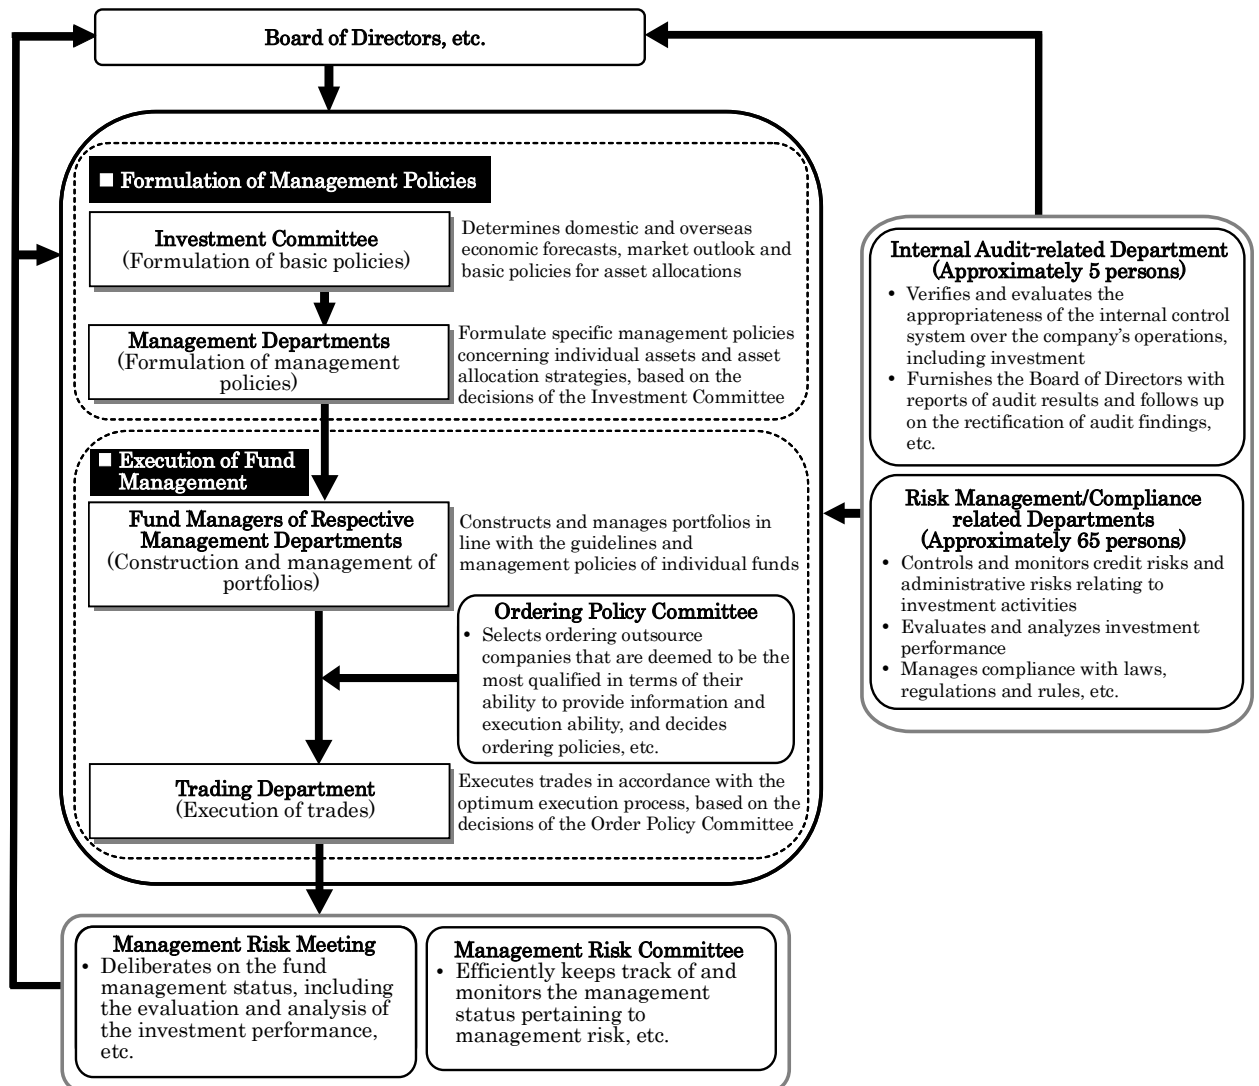 Board of Directors, etc.
■ Formulation of Management Policies
Investment Committee
(Formulation of basic policies)
Determines domestic and overseas
economic forecasts, market outlook and
basic policies for asset allocations
Management Departments
(Formulation of management
policies)
Formulate specific management policies
concerning individual assets and asset
allocation strategies, based on the
decisions of the Investment Committee
■ Execution of Fund
Management
Fund Managers of Respective
Management Departments
(Construction and management of
portfolios)
Constructs and manages portfolios in
line with the guidelines and
management policies of individual funds
Ordering Policy Committee
• Selects ordering outsource
companies that are deemed to be the
most qualified in terms of their
ability to provide information and
execution ability, and decides
ordering policies, etc.
Trading Department
(Execution of trades)
Executes trades in accordance with the
optimum execution process, based on the
decisions of the Order Policy Committee
Internal Audit-related Department
(Approximately 5 persons)
• Verifies and evaluates the
appropriateness of the internal control
system over the company's operations,
including investment
• Furnishes the Board of Directors with
reports of audit results and follows up
on the rectification of audit findings,
etc.
Risk Management/Compliance
related Departments
(Approximately 65 persons)
• Controls and monitors credit risks and
administrative risks relating to
investment activities
• Evaluates and analyzes investment
performance
• Manages compliance with laws,
regulations and rules, etc.
Management Risk Meeting
• Deliberates on the fund
management status, including
the evaluation and analysis of
the investment performance,
etc.
Management Risk Committee
• Efficiently keeps track of and
monitors the management
status pertaining to
management risk, etc.